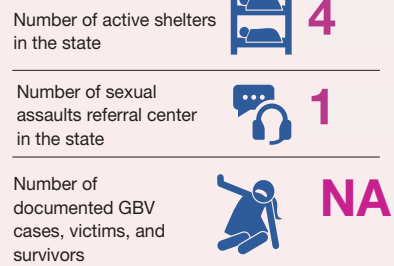 Number of active shelters
in the state
4
Number of sexual
assaults referral center
in the state
1
Number of
documented GBV
cases, victims, and
survivors
NA